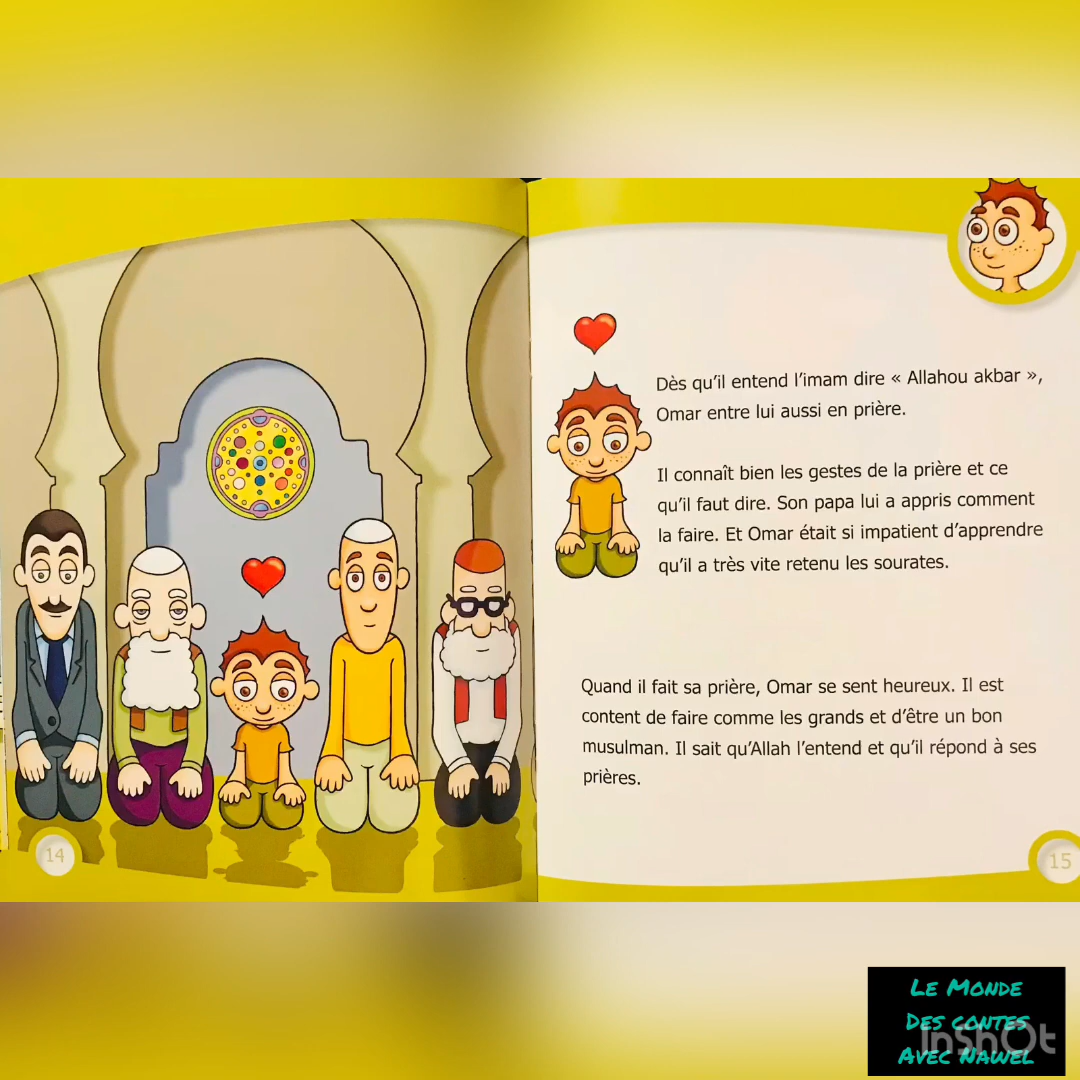 Dès qu'il entend l'imam dire « Allahou akbar »,
Omar entre lui aussi en prière.
Il connaît bien les gestes de la prière et ce
qu'il faut dire. Son papa lui a appris comment
la faire. Et Omar était si impatient d'apprendre
qu'il a très vite retenu les sourates.
Quand il fait sa prière, Omar se sent heureux. Il est
content de faire comme les grands et d'être un bon
musulman. Il sait qu'Allah l'entend et qu'il répond à ses
prières.
14
15
Le Monde
Des contes
Avec Nawel
InShOt